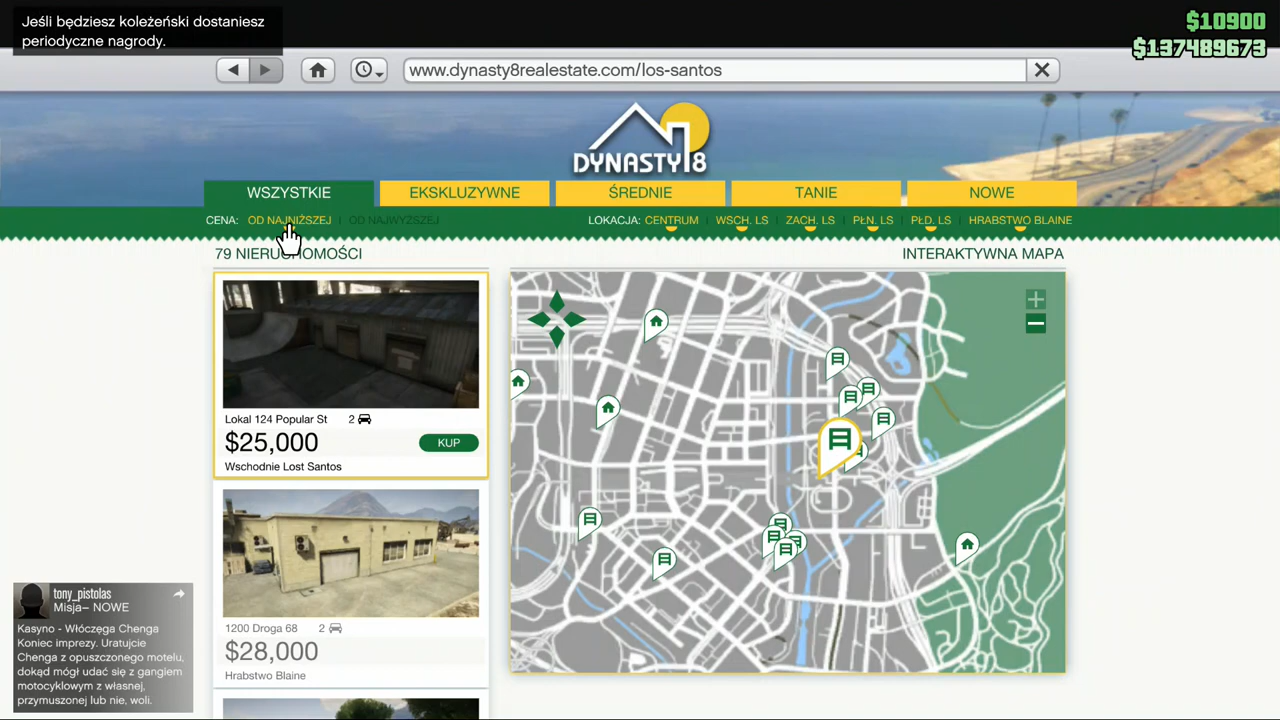 Jeśli będziesz koleżeński dostaniesz
periodyczne nagrody.
$10900
$137489673
www.dynasty8realestate.com/los-santos
DYNASTY 8
WSZYSTKIE
EKSKLUZYWNE
ŚREDNIE
TANIE
NOWE
CENA: OD NAJNIŻSZEJ | OD NAJWYŻSZEJ
LOKACJA: CENTRUM | WSCH. LS | ZACH. LS | PŁN. LS | PŁD. LS | HRABSTWO BLAINE
79 NIERUCHOMOŚCI
INTERAKTYWNA MAPA
Lokal 124 Popular St 2
$25,000
KUP
Wschodnie Lost Santos
1200 Droga 68 2
$28,000
Hrabstwo Blaine
tony_pistolas
Misja– NOWE
Kasyno - Włóczęga Chenga
Koniec imprezy. Uratujcie
Chenga z opuszczonego motelu,
dokąd mógł udać się z gangiem
motocyklowym z własnej,
przymuszonej lub nie, woli.